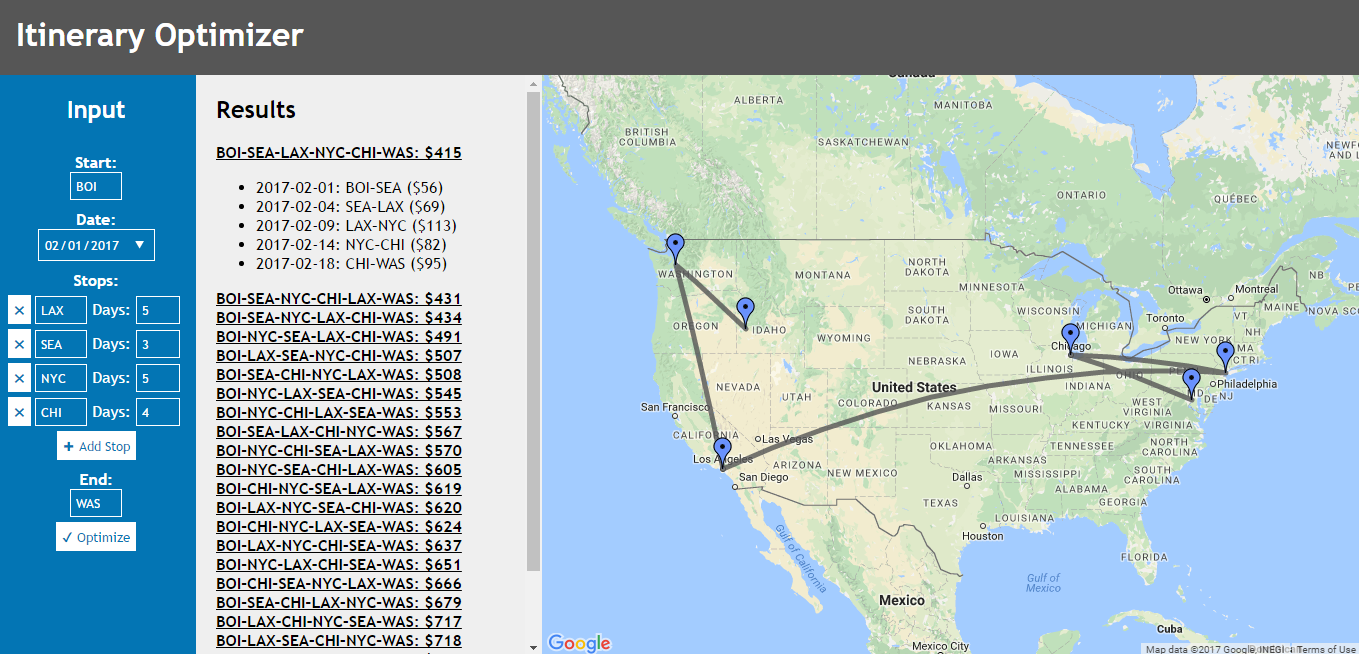 Itinerary Optimizer
Input
Start:
BOI
Date:
02/01/2017 ▼
Stops:
× LAX Days: 5
× SEA Days: 3
× NYC Days: 5
× CHI Days: 4
+ Add Stop
End:
WAS
✓ Optimize
Results
BOI-SEA-LAX-NYC-CHI-WAS: $415
• 2017-02-01: BOI-SEA ($56)
• 2017-02-04: SEA-LAX ($69)
• 2017-02-09: LAX-NYC ($113)
• 2017-02-14: NYC-CHI ($82)
• 2017-02-18: CHI-WAS ($95)
BOI-SEA-NYC-CHI-LAX-WAS: $431
BOI-SEA-NYC-LAX-CHI-WAS: $434
BOI-NYC-SEA-LAX-CHI-WAS: $491
BOI-LAX-SEA-NYC-CHI-WAS: $507
BOI-SEA-CHI-NYC-LAX-WAS: $508
BOI-NYC-LAX-SEA-CHI-WAS: $545
BOI-NYC-CHI-LAX-SEA-WAS: $553
BOI-SEA-LAX-CHI-NYC-WAS: $567
BOI-NYC-CHI-SEA-LAX-WAS: $570
BOI-NYC-SEA-CHI-LAX-WAS: $605
BOI-CHI-NYC-SEA-LAX-WAS: $619
BOI-LAX-NYC-SEA-CHI-WAS: $620
BOI-CHI-NYC-LAX-SEA-WAS: $624
BOI-LAX-NYC-CHI-SEA-WAS: $637
BOI-NYC-LAX-CHI-SEA-WAS: $651
BOI-CHI-SEA-NYC-LAX-WAS: $666
BOI-SEA-CHI-LAX-NYC-WAS: $679
BOI-LAX-CHI-NYC-SEA-WAS: $717
BOI-LAX-SEA-CHI-NYC-WAS: $718
Canada
ALBERTA
MANITOBA
BRITISH
COLUMBIA
SASKATCHEWAN
ONTARIO
QUÉBEC
WASHINGTON
MONTANA
NORTH
DAKOTA
MINNESOTA
Ottawa
Montreal
NB
MAINE
NOVA SCO
OREGON
IDAHO
SOUTH
DAKOTA
WISCONSIN
MICHIGAN
Toronto
VT
NH
WYOMING
NEW YORK
MA
CT RI
Chicago
IOWA
NEBRASKA
ILLINOIS
INDIANA
OHIO
NEVADA
UTAH
United States
Philadelphia
MD
DE
NJ
COLORADO
KANSAS
MISSOURI
WEST
VIRGINIA
VIRGINIA
KENTUCKY
San Francisco
CALIFORNIA
Las Vegas
Los Angeles
San Diego
ARIZONA
NEW MEXICO
OKLAHOMA
ARKANSAS
TENNESSEE
NORTH
CAROLINA
SOUTH
CAROLINA
Dallas
MISSISSIPPI
ALABAMA
GEORGIA
TEXAS
LOUISIANA
Houston
FLORIDA
Gulf of California
Gulf of
Mexico
Mexico
Cuba
Mexico City
Google
Map data ©2017 Google, INEGI
Terms of Use